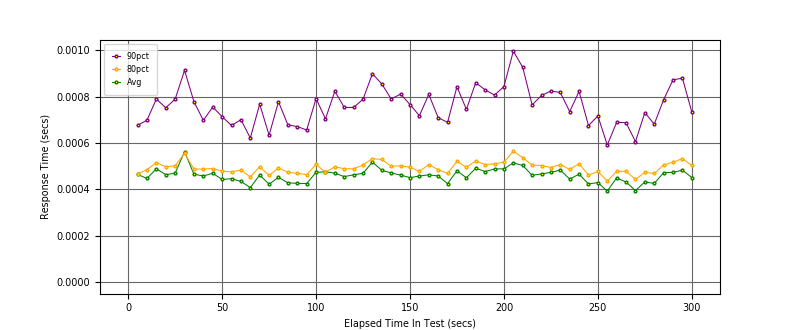 90pct
80pct
Avg
0.0010
0.0008
0.0006
0.0004
0.0002
0.0000
Response Time (secs)
0 50 100 150 200 250 300
Elapsed Time In Test (secs)